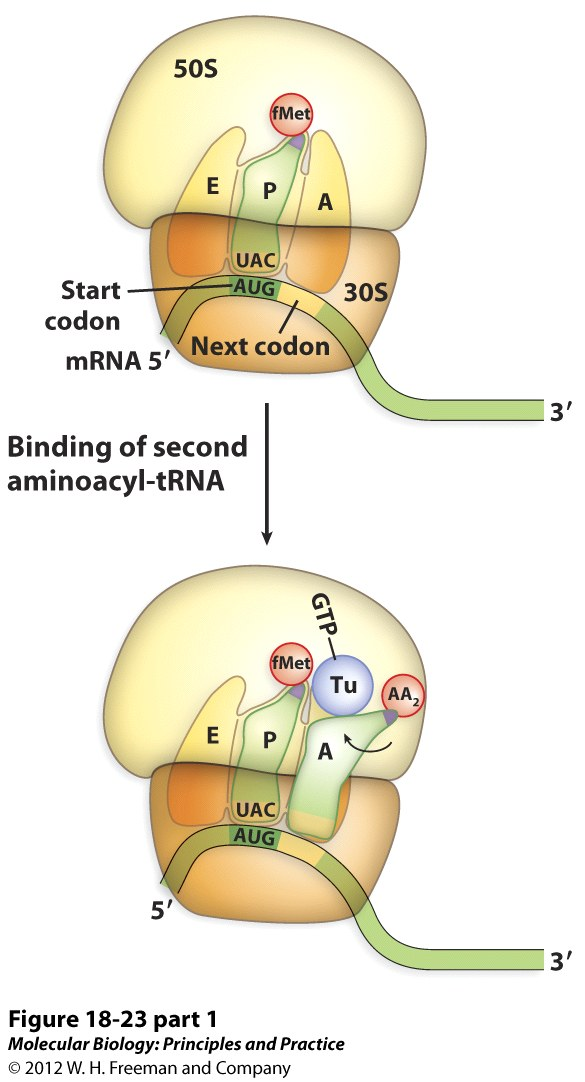 50S
fMet
E
P
A
UAC
AUG
30S
Start
codon
Next codon
mRNA 5′
3′
Binding of second
aminoacyl-tRNA
GTP
fMet
Tu
AA₂
E
P
A
UAC
AUG
5′
3′
Figure 18-23 part 1
Molecular Biology: Principles and Practice
© 2012 W. H. Freeman and Company